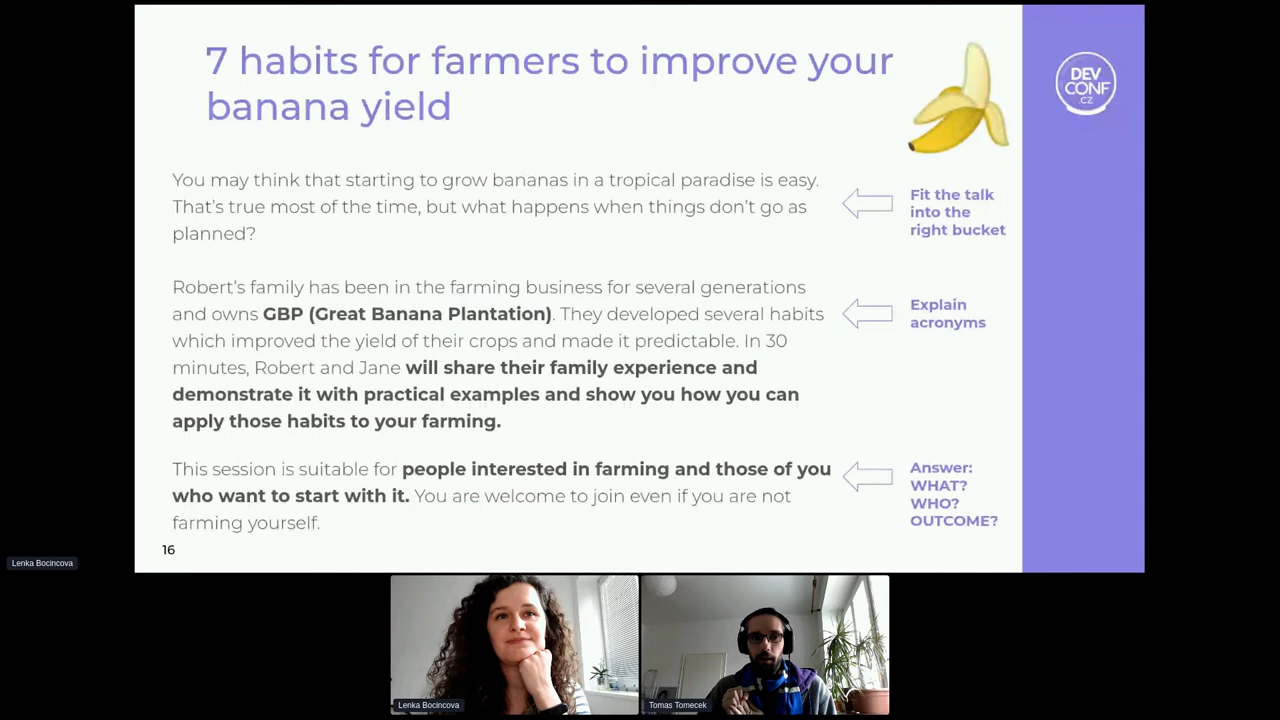 7 habits for farmers to improve your
banana yield
DEV
CONF
.CZ
You may think that starting to grow bananas in a tropical paradise is easy.
That's true most of the time, but what happens when things don't go as
planned?
Fit the talk
into the
right bucket
Robert's family has been in the farming business for several generations
and owns GBP (Great Banana Plantation). They developed several habits
which improved the yield of their crops and made it predictable. In 30
minutes, Robert and Jane will share their family experience and
demonstrate it with practical examples and show you how you can
apply those habits to your farming.
Explain
acronyms
This session is suitable for people interested in farming and those of you
who want to start with it. You are welcome to join even if you are not
farming yourself.
Answer:
WHAT?
WHO?
OUTCOME?
16
Lenka Bocincova
Lenka Bocincova
Tomas Tomecek